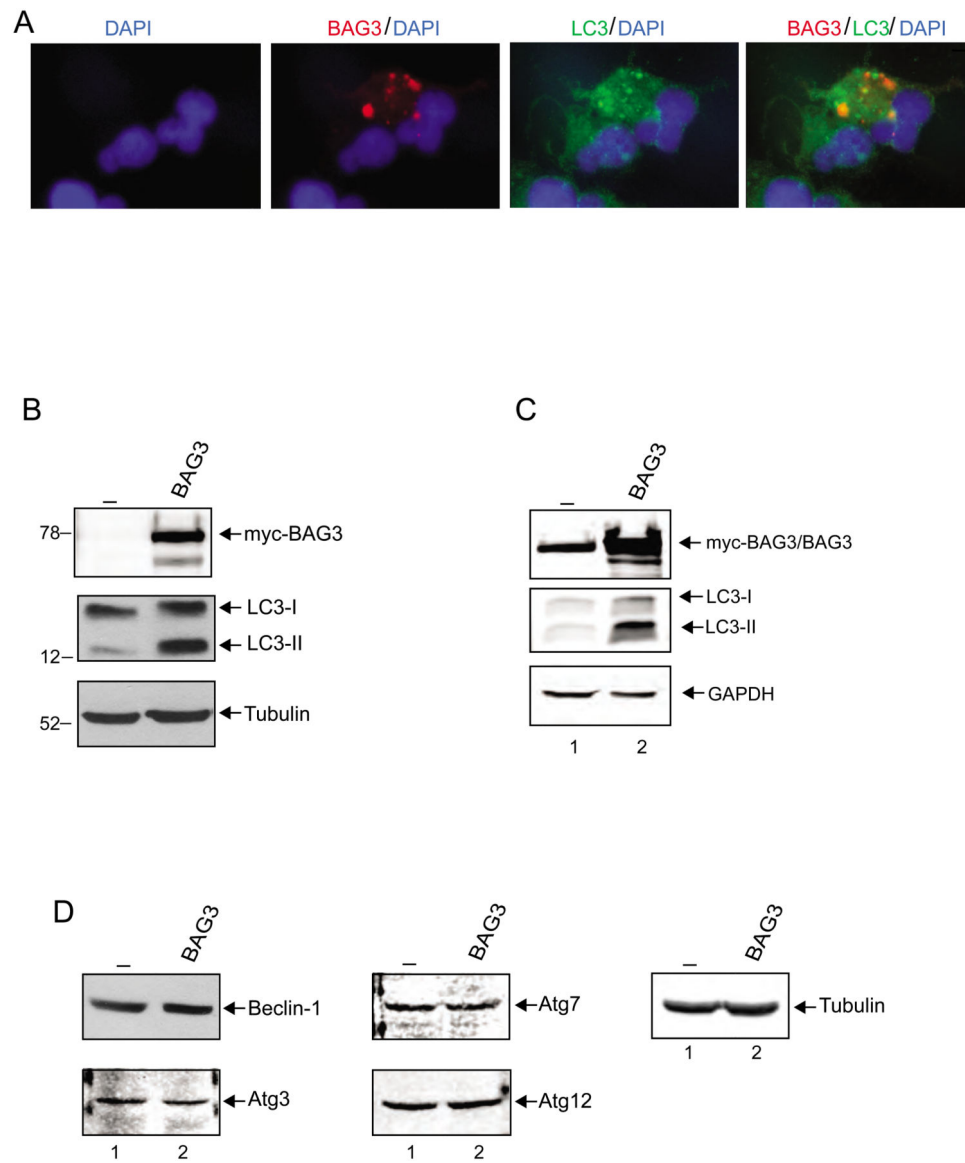 A
DAPI
BAG3/DAPI
LC3/DAPI
BAG3/LC3/DAPI
B
– BAG3
78– myc-BAG3
LC3-I
LC3-II
12–
52– Tubulin
C
– BAG3
myc-BAG3/BAG3
LC3-I
LC3-II
GAPDH
1 2
D
– BAG3
Beclin-1
Atg3
1 2
– BAG3
Atg7
Atg12
1 2
– BAG3
Tubulin
1 2